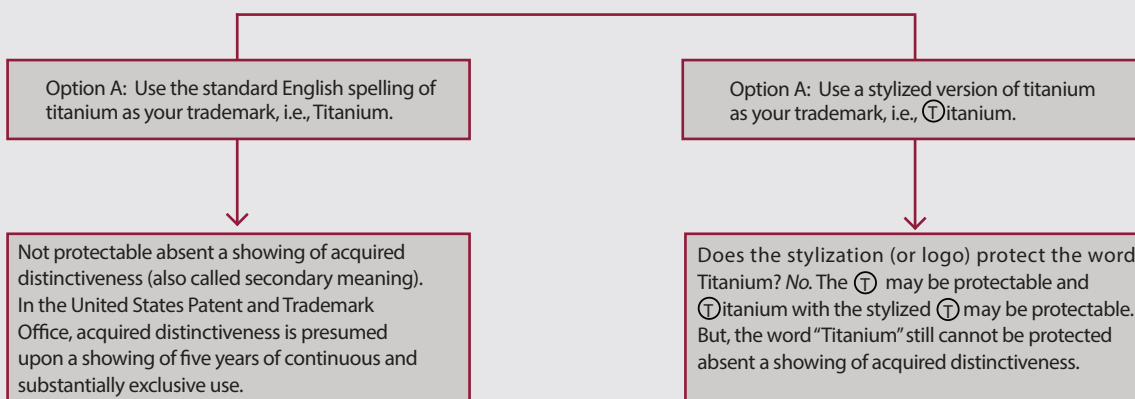 Option A: Use the standard English spelling of
titanium as your trademark, i.e., Titanium.
Not protectable absent a showing of acquired
distinctiveness (also called secondary meaning).
In the United States Patent and Trademark
Office, acquired distinctiveness is presumed
upon a showing of five years of continuous and
substantially exclusive use.
Option A: Use a stylized version of titanium
as your trademark, i.e., Ⓣitanium.
Does the stylization (or logo) protect the word
Titanium? No. The Ⓣ may be protectable and
Ⓣitanium with the stylized Ⓣ may be protectable.
But, the word "Titanium" still cannot be protected
absent a showing of acquired distinctiveness.